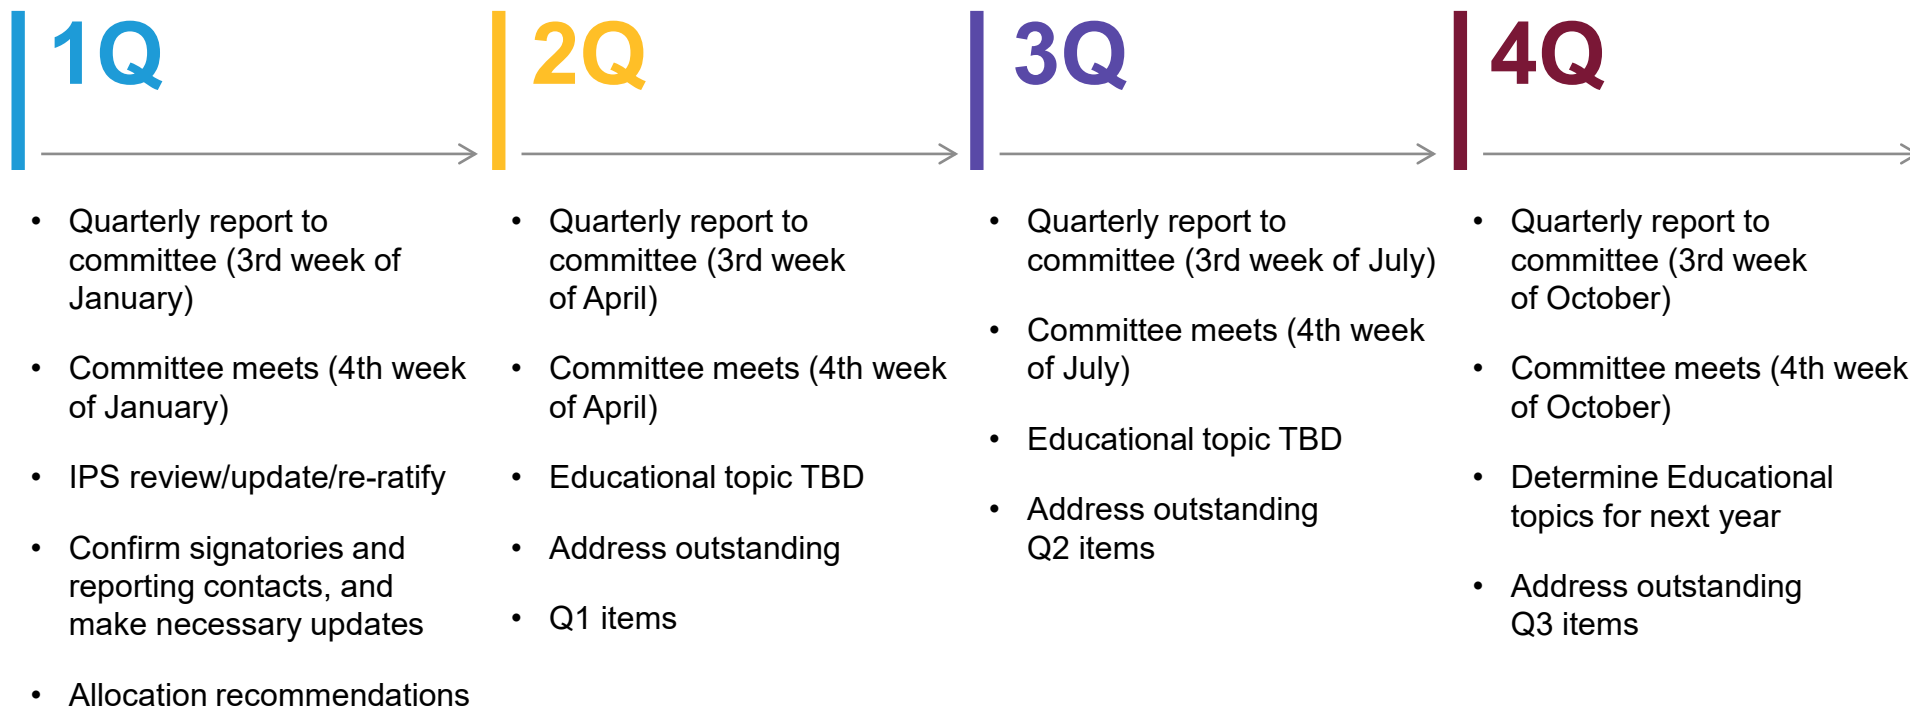 1Q
• Quarterly report to
committee (3rd week of
January)
• Committee meets (4th week
of January)
• IPS review/update/re-ratify
• Confirm signatories and
reporting contacts, and
make necessary updates
• Allocation recommendations
2Q
• Quarterly report to
committee (3rd week
of April)
• Committee meets (4th week
of April)
• Educational topic TBD
• Address outstanding
• Q1 items
3Q
• Quarterly report to
committee (3rd week of July)
• Committee meets (4th week
of July)
• Educational topic TBD
• Address outstanding
Q2 items
4Q
• Quarterly report to
committee (3rd week
of October)
• Committee meets (4th week
of October)
• Determine Educational
topics for next year
• Address outstanding
Q3 items